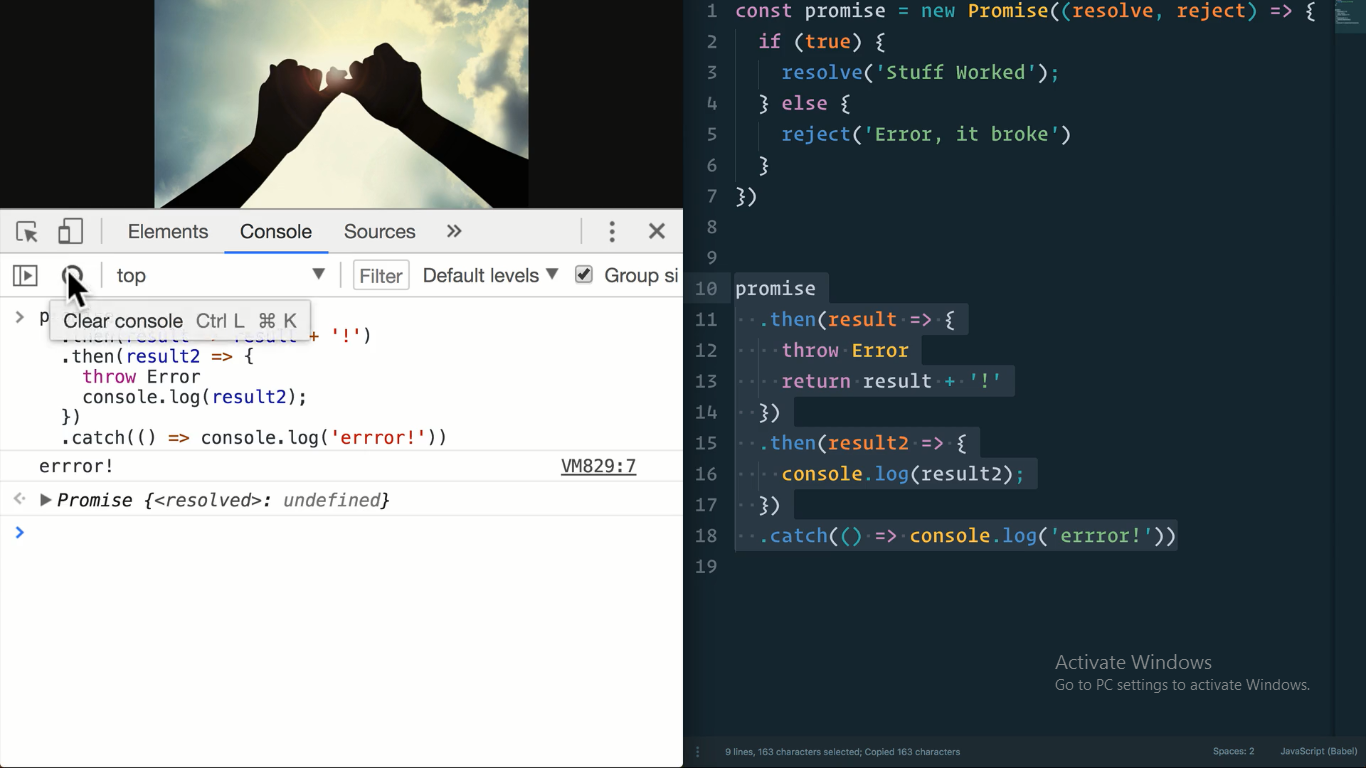 Elements Console Sources »
top ▼ Filter Default levels ▼ Group si
Clear console Ctrl L ⌘ K
> p
+ '!')
.then(result2 => {
throw Error
console.log(result2);
})
.catch(() => console.log('errror!'))
errror! VM829:7
Promise {<resolved>: undefined}
>
1 const promise = new Promise((resolve, reject) => {
2 if (true) {
3 resolve('Stuff Worked');
4 } else {
5 reject('Error, it broke')
6 }
7 })
8
9
10 promise
11 .then(result => {
12 throw Error
13 return result + '!'
14 })
15 .then(result2 => {
16 console.log(result2);
17 })
18 .catch(() => console.log('errror!'))
19
Activate Windows
Go to PC settings to activate Windows.
9 lines, 163 characters selected; Copied 163 characters Spaces: 2 JavaScript (Babel)